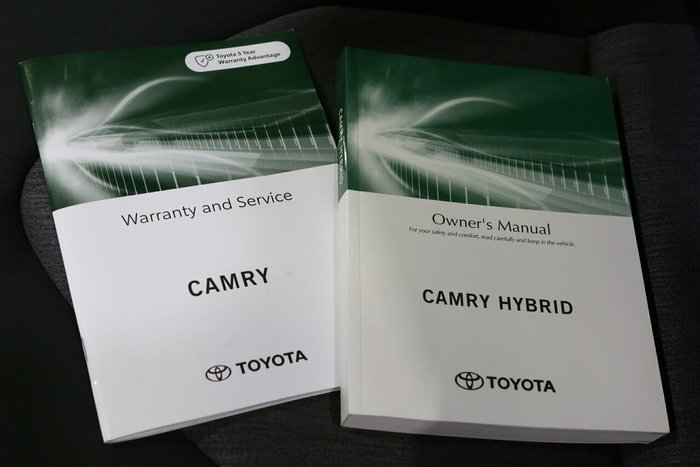 Toyota 5 Year
Warranty Advantage
Warranty and Service
CAMRY
TOYOTA
Owner's Manual
For your safety and comfort, read carefully and keep in the vehicle.
CAMRY HYBRID
TOYOTA